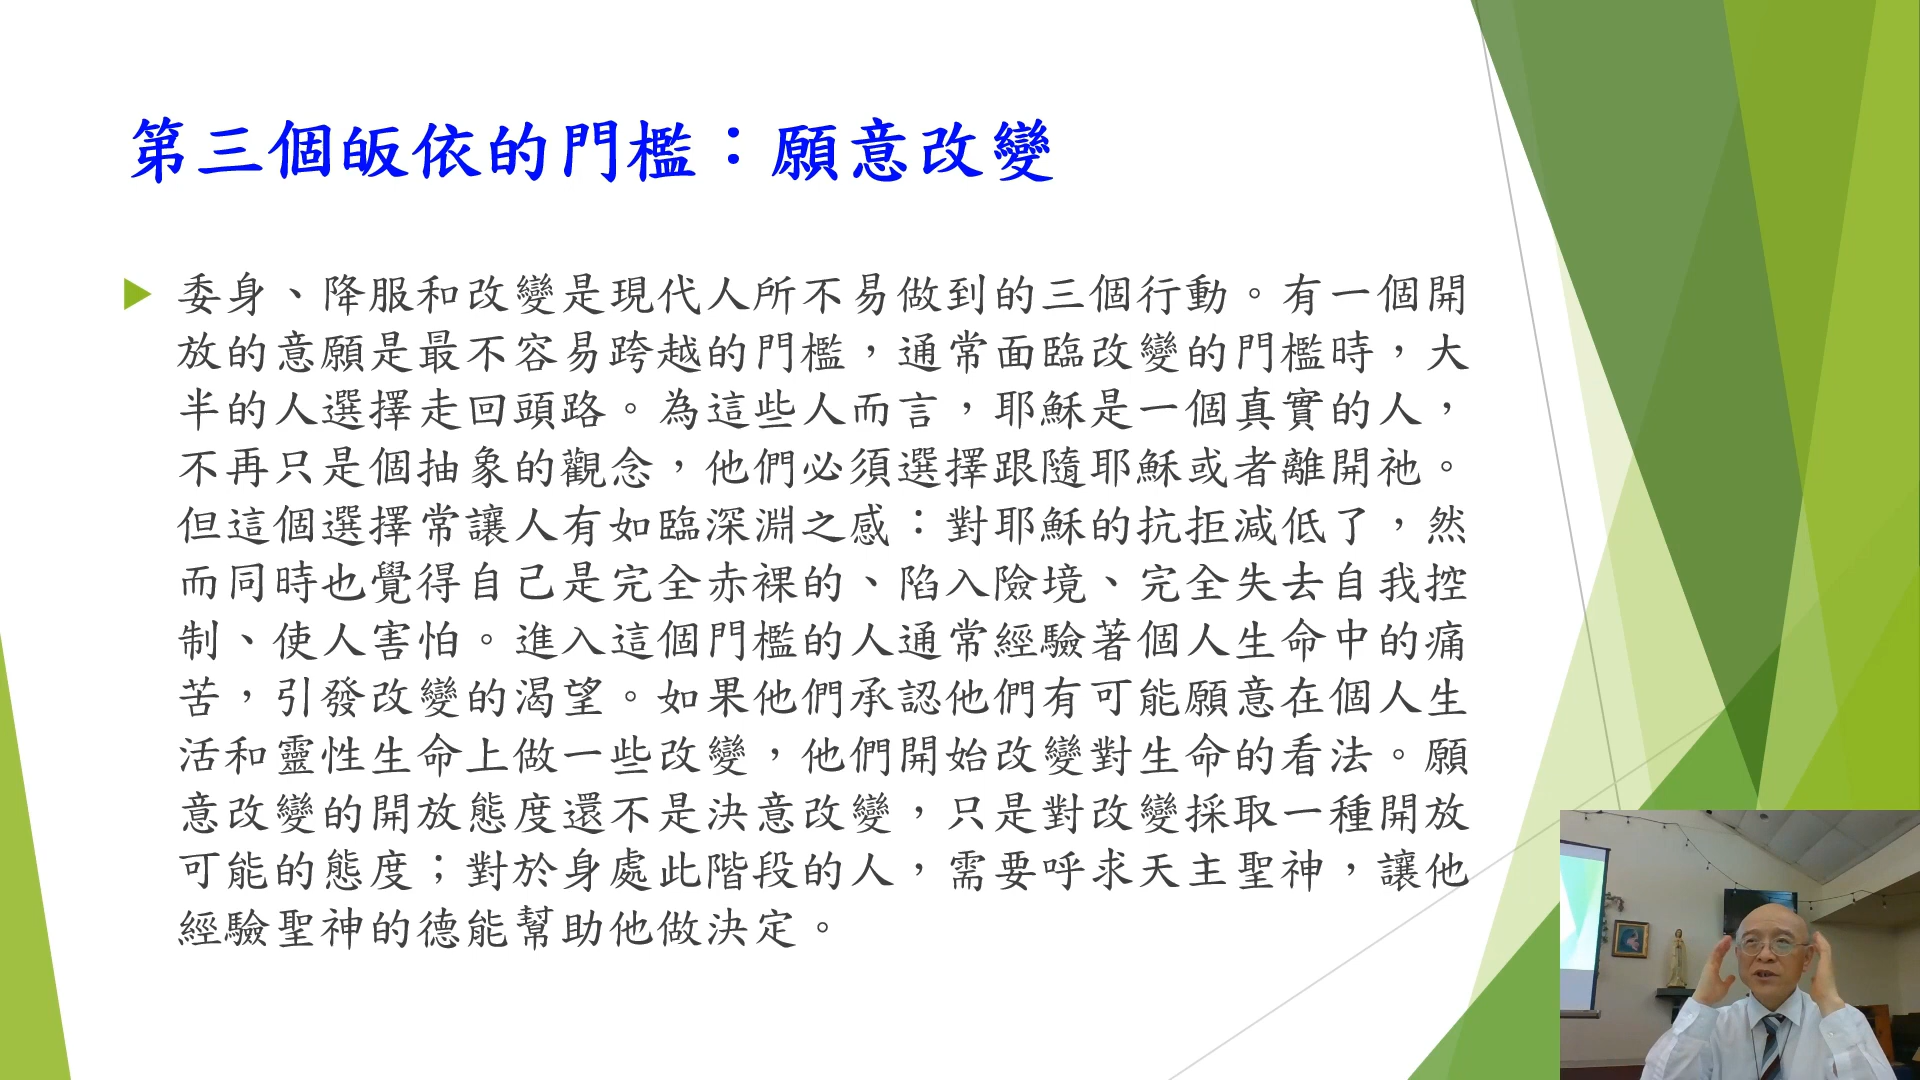 第三個皈依的門檻：願意改變
委身、降服和改變是現代人所不易做到的三個行動。有一個開
放的意願是最不容易跨越的門檻，通常面臨改變的門檻時，大
半的人選擇走回頭路。為這些人而言，耶穌是一個真實的人，
不再只是個抽象的觀念，他們必須選擇跟隨耶穌或者離開祂。
但這個選擇常讓人有如臨深淵之感：對耶穌的抗拒減低了，然
而同時也覺得自己是完全赤裸的、陷入險境、完全失去自我控
制、使人害怕。進入這個門檻的人通常經驗著個人生命中的痛
苦，引發改變的渴望。如果他們承認他們有可能願意在個人生
活和靈性生命上做一些改變，他們開始改變對生命的看法。願
意改變的開放態度還不是決意改變，只是對改變採取一種開放
可能的態度；對於身處此階段的人，需要呼求天主聖神，讓他
經驗聖神的德能幫助他做決定。